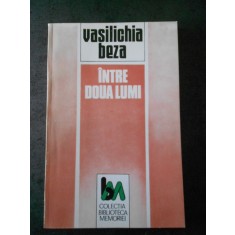 vasilichia
beza
ÎNTRE
DOUA LUMI
bm
COLECȚIA
BIBLIOTECA
MEMORIEI